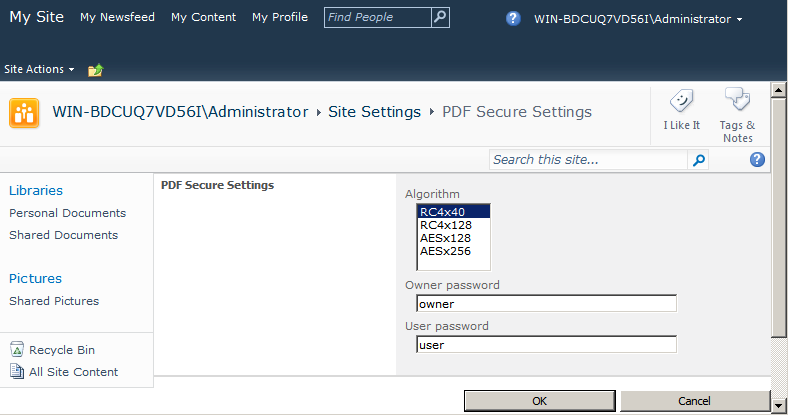 My Site My Newsfeed My Content My Profile Find People WIN-BDCUQ7VD56I\Administrator
Site Actions
WIN-BDCUQ7VD56I\Administrator Site Settings PDF Secure Settings
I Like It
Tags &
Notes
Search this site...
Libraries
Personal Documents
Shared Documents
Pictures
Shared Pictures
Recycle Bin
All Site Content
PDF Secure Settings
Algorithm
RC4x40
RC4x128
AESx128
AESx256
Owner password
owner
User password
user
OK Cancel